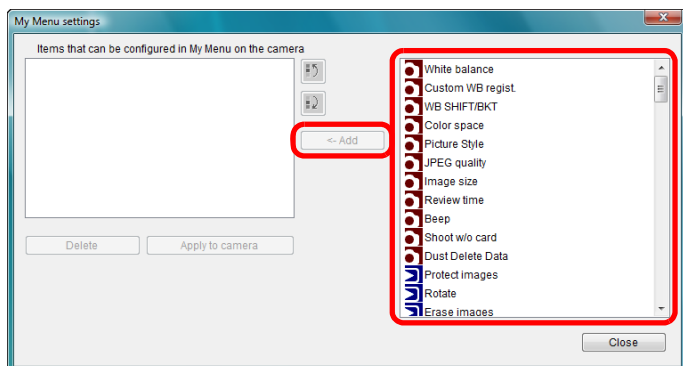 My Menu settings
Items that can be configured in My Menu on the camera
<- Add
Delete
Apply to camera
White balance
Custom WB regist.
WB SHIFT/BKT
Color space
Picture Style
JPEG quality
Image size
Review time
Beep
Shoot w/o card
Dust Delete Data
Protect images
Rotate
Erase images
Close